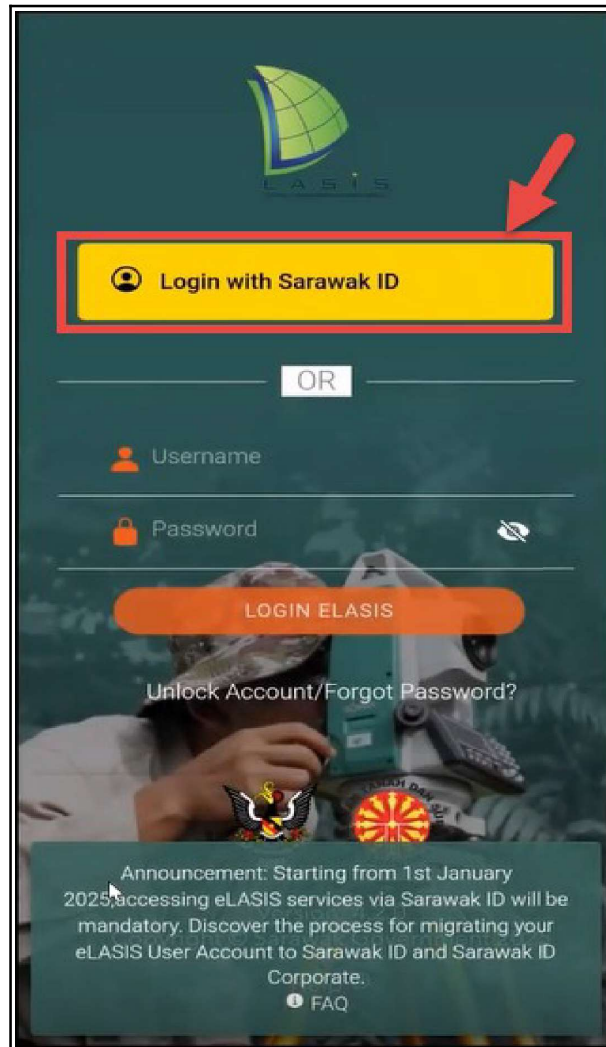 LASIS
Login with Sarawak ID
OR
Username
Password
LOGIN ELASIS
Unlock Account/Forgot Password?
TANAH DAN
Announcement: Starting from 1st January
2025,accessing eLASIS services via Sarawak ID will be
mandatory. Discover the process for migrating your
eLASIS User Account to Sarawak ID and Sarawak ID
Corporate.
FAQ